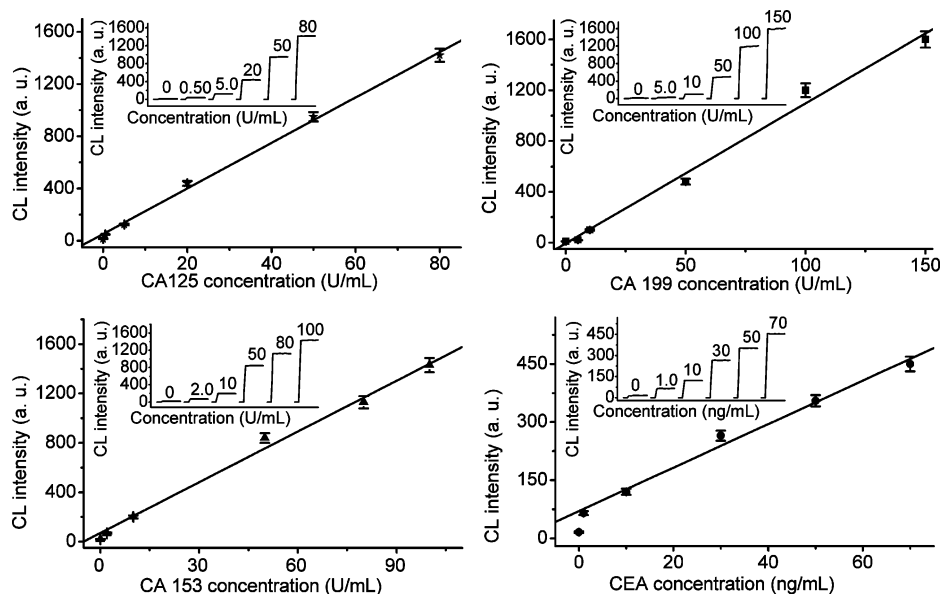 CL intensity (a. u.)
1600
1200
800
400
0
0 20 40 60 80
CA125 concentration (U/mL)
CL intensity (a. u.)
1600
1200
800
400
0
0 0.50 5.0 20 50 80
Concentration (U/mL)
CL intensity (a. u.)
1600
1200
800
400
0
0 50 100 150
CA 199 concentration (U/mL)
CL intensity (a. u.)
1600
1200
800
400
0
0 5.0 10 50 100 150
Concentration (U/mL)
CL intensity (a. u.)
1600
1200
800
400
0
0 30 60 90
CA 153 concentration (U/mL)
CL intensity (a. u.)
1600
1200
800
400
0
0 2.0 10 50 80 100
Concentration (U/mL)
CL intensity (a. u.)
450
300
150
0
0 20 40 60 80
CEA concentration (ng/mL)
CL intensity (a. u.)
450
300
150
0
0 1.0 10 30 50 70
Concentration (ng/mL)